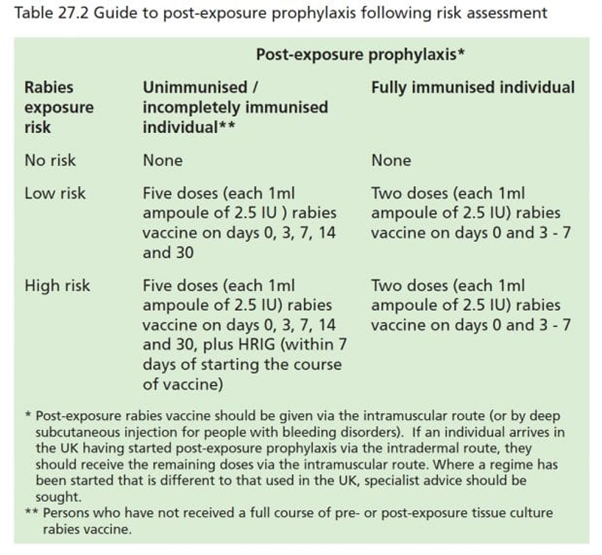 Table 27.2 Guide to post-exposure prophylaxis following risk assessment
Post-exposure prophylaxis*
Rabies exposure risk
Unimmunised / incompletely immunised individual**
Fully immunised individual
No risk
None
None
Low risk
Five doses (each 1ml
ampoule of 2.5 IU ) rabies
vaccine on days 0, 3, 7, 14
and 30
Two doses (each 1ml
ampoule of 2.5 IU) rabies
vaccine on days 0 and 3 - 7
High risk
Five doses (each 1ml
ampoule of 2.5 IU) rabies
vaccine on days 0, 3, 7, 14
and 30, plus HRIG (within 7
days of starting the course
of vaccine)
Two doses (each 1ml
ampoule of 2.5 IU) rabies
vaccine on days 0 and 3 - 7
* Post-exposure rabies vaccine should be given via the intramuscular route (or by deep
subcutaneous injection for people with bleeding disorders). If an individual arrives in
the UK having started post-exposure prophylaxis via the intradermal route, they
should receive the remaining doses via the intramuscular route. Where a regime has
been started that is different to that used in the UK, specialist advice should be
sought.
** Persons who have not received a full course of pre- or post-exposure tissue culture
rabies vaccine.